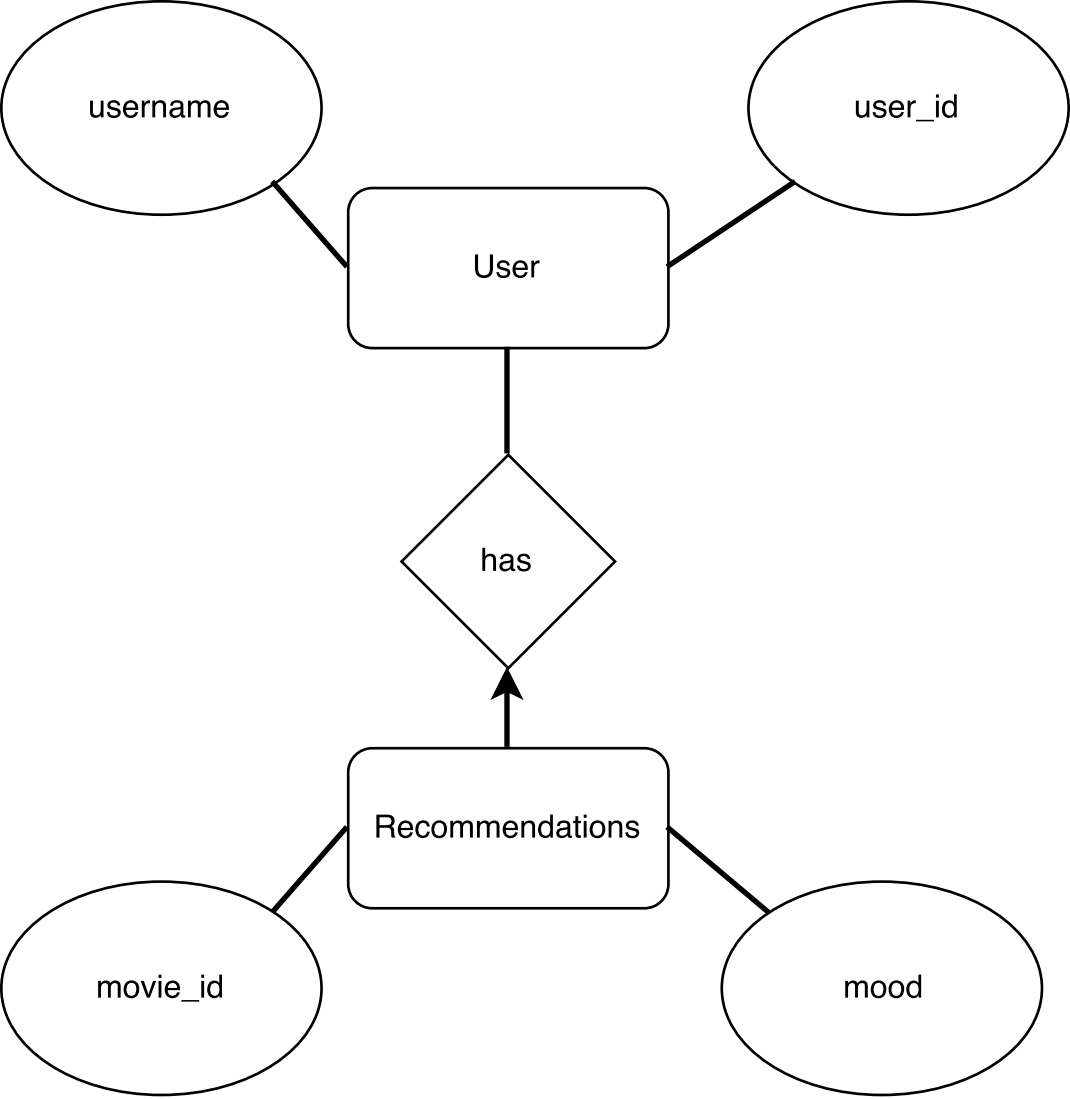 username
user_id
User
has
Recommendations
movie_id
mood